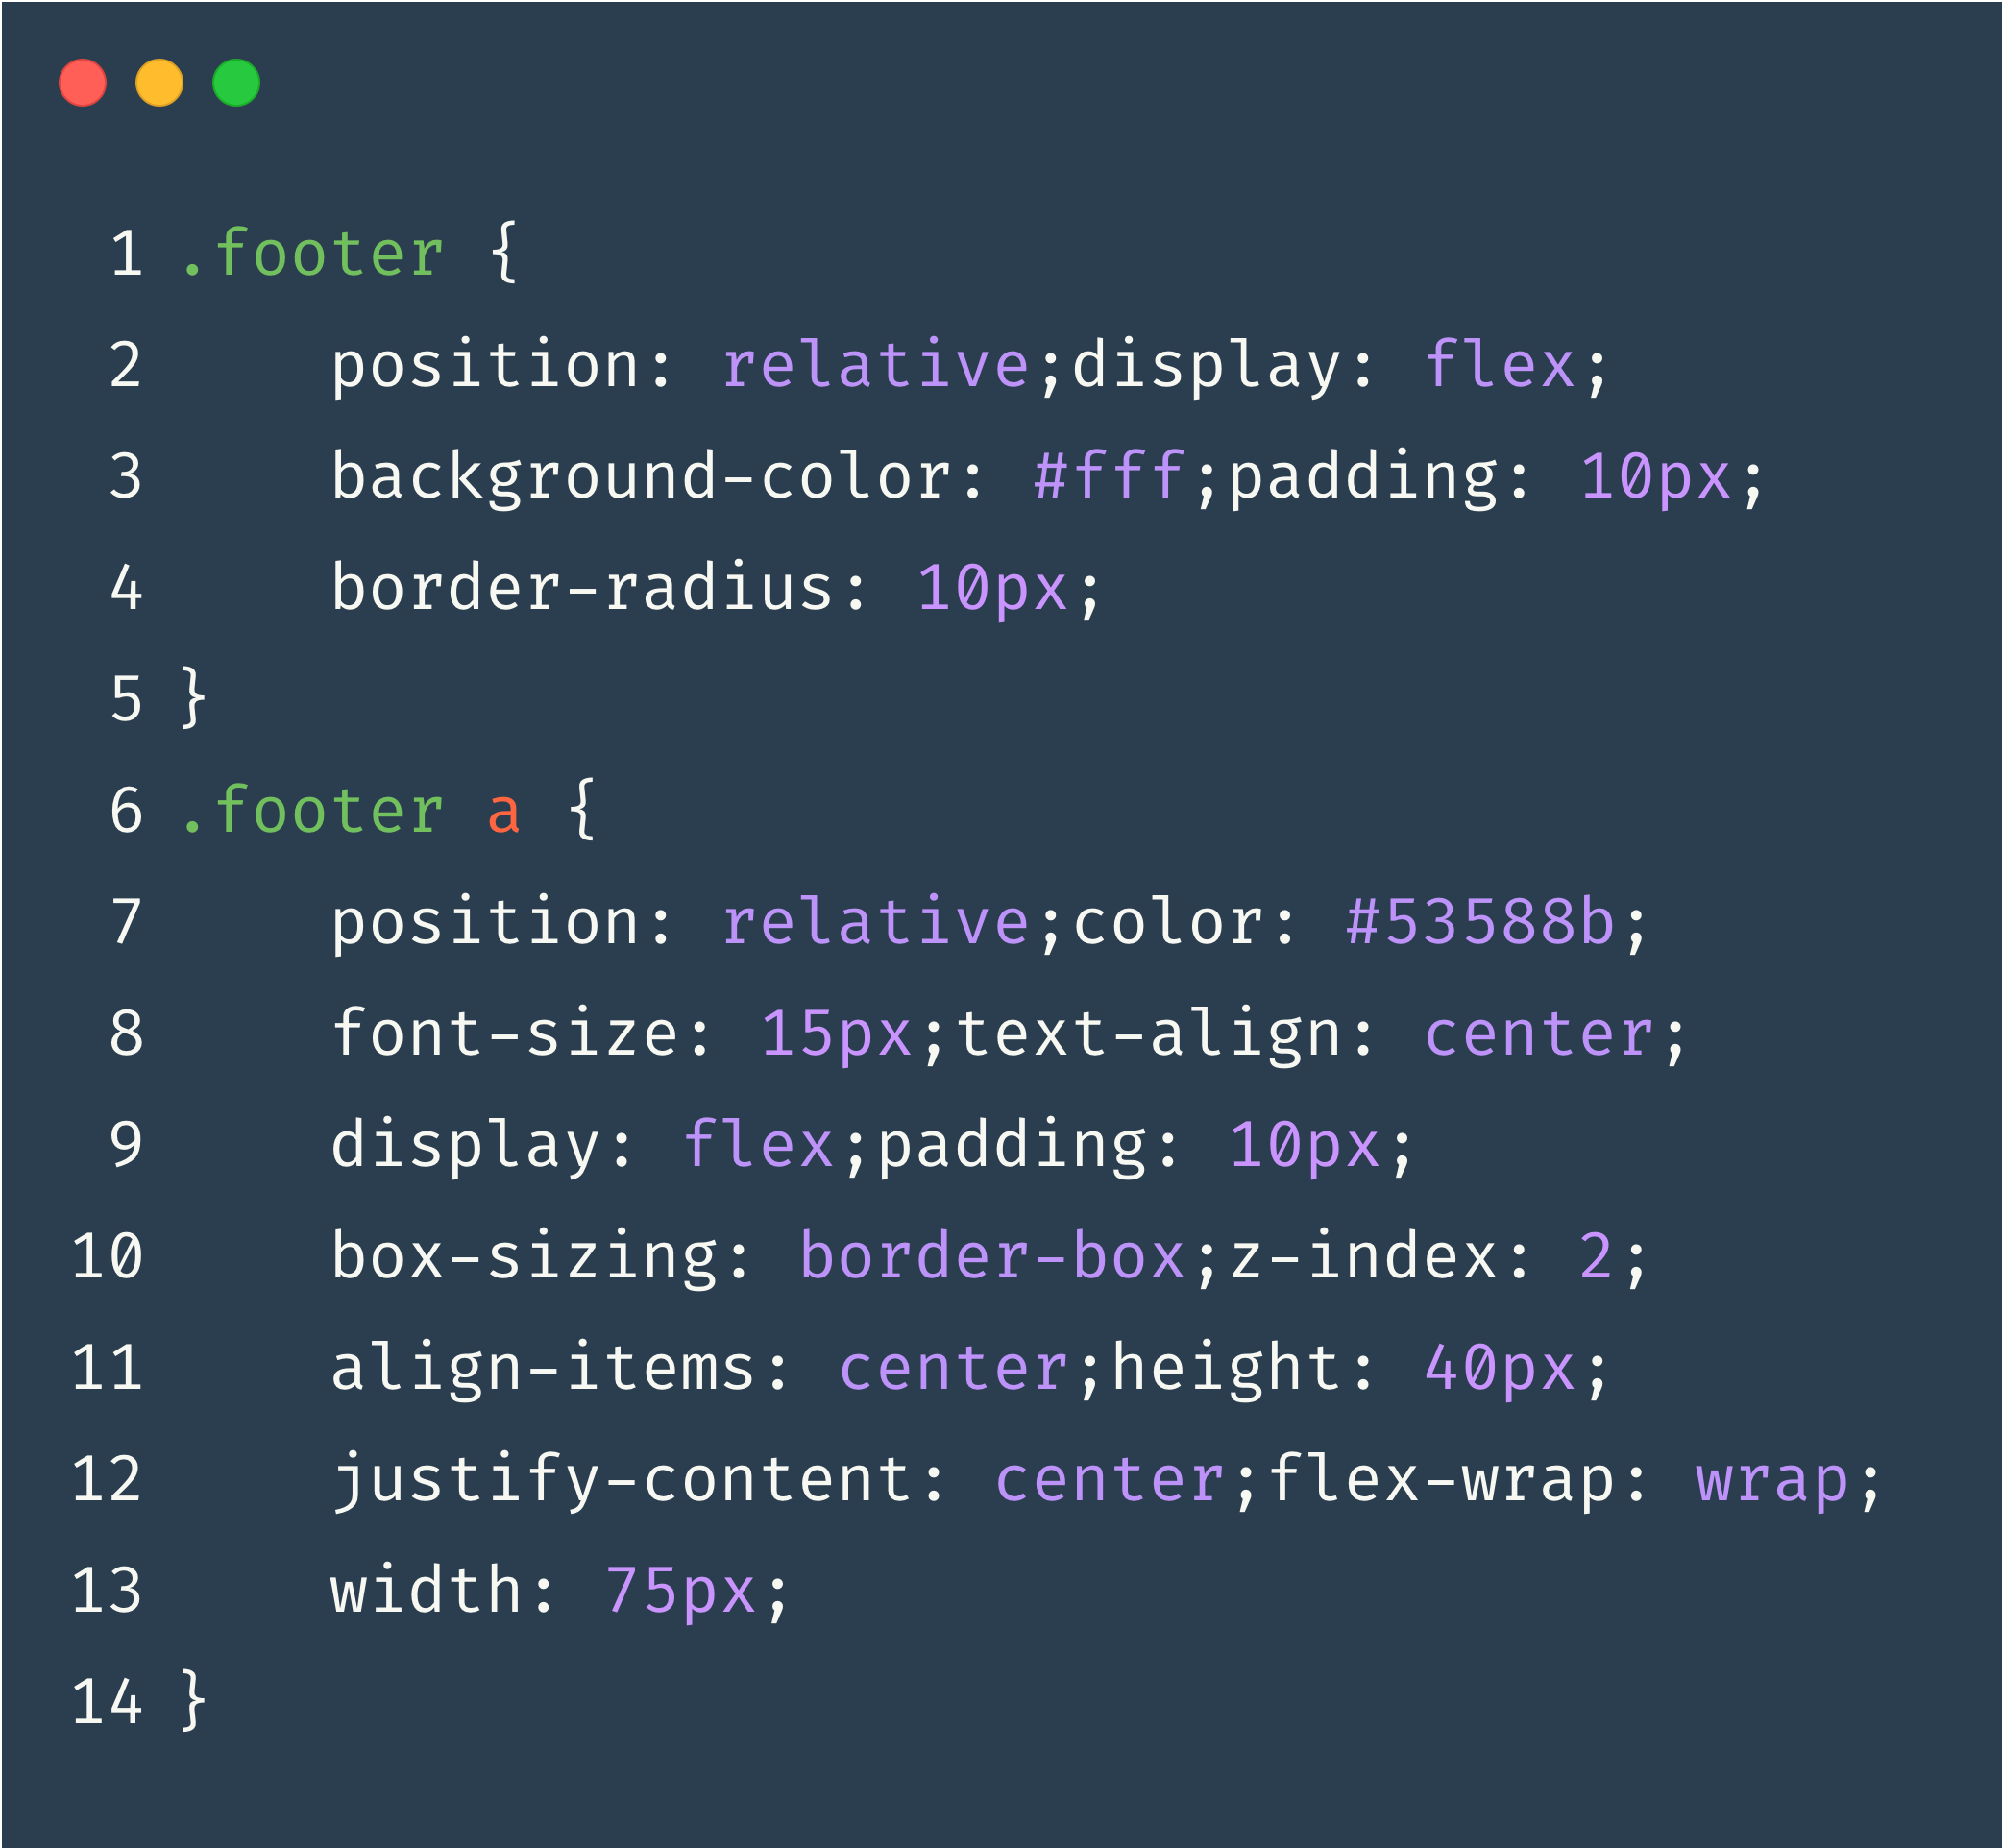 1 .footer {
2     position: relative;display: flex;
3     background-color: #fff;padding: 10px;
4     border-radius: 10px;
5 }
6 .footer a {
7     position: relative;color: #53588b;
8     font-size: 15px;text-align: center;
9     display: flex;padding: 10px;
10     box-sizing: border-box;z-index: 2;
11     align-items: center;height: 40px;
12     justify-content: center;flex-wrap: wrap;
13     width: 75px;
14 }